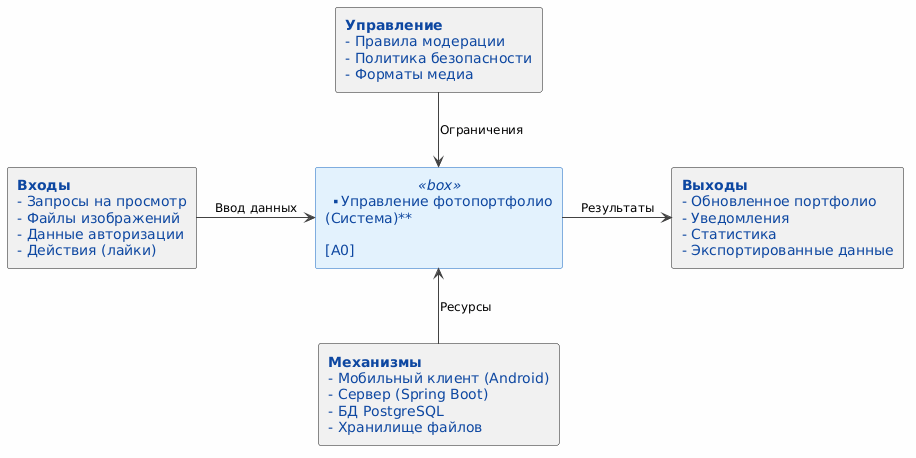 Управление
- Правила модерации
- Политика безопасности
- Форматы медиа
Ограничения
Входы
- Запросы на просмотр
- Файлы изображений
- Данные авторизации
- Действия (лайки)
Ввод данных
«box»
▪ Управление фотопортфолио
(Система)**
[A0]
Результаты
Выходы
- Обновленное портфолио
- Уведомления
- Статистика
- Экспортированные данные
Ресурсы
Механизмы
- Мобильный клиент (Android)
- Сервер (Spring Boot)
- БД PostgreSQL
- Хранилище файлов